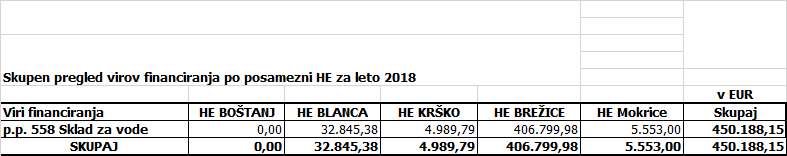 Skupen pregled virov financiranja po posamezni HE za leto 2018
v EUR
Viri financiranja HE BOŠTANJ HE BLANCA HE KRŠKO HE BREŽICE HE Mokrice Skupaj
p.p. 558 Sklad za vode 0,00 32.845,38 4.989,79 406.799,98 5.553,00 450.188,15
SKUPAJ 0,00 32.845,38 4.989,79 406.799,98 5.553,00 450.188,15